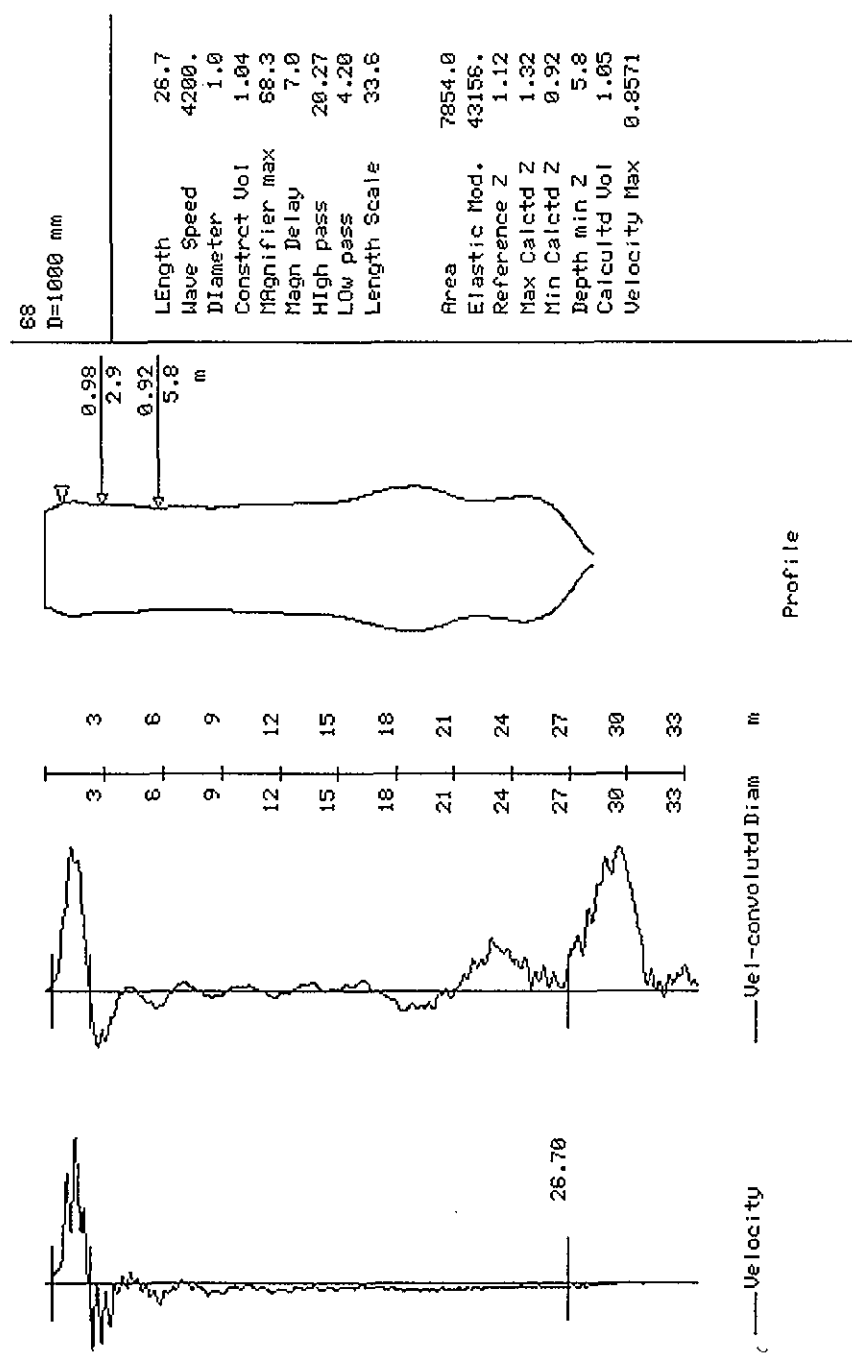 68
D=1000 mm
LEngth 26.7
Wave Speed 4200.
DIameter 1.0
Constrct Vol 1.04
MAgnifier max 68.3
Magn Delay 7.0
HIgh pass 20.27
LOw pass 4.20
Length Scale 33.6
Area 7854.0
Elastic Mod. 43156.
Reference Z 1.12
Max Calctd Z 1.32
Min Calctd Z 0.92
Depth min Z 5.8
Calcultd Vol 1.05
Velocity Max 0.8571
0.98
2.9
0.92
5.8
m
Profile
3 6 9 12 15 18 21 24 27 30 33 m
3 6 9 12 15 18 21 24 27 30 33
Vel-convolutd Diam
26.70
Velocity